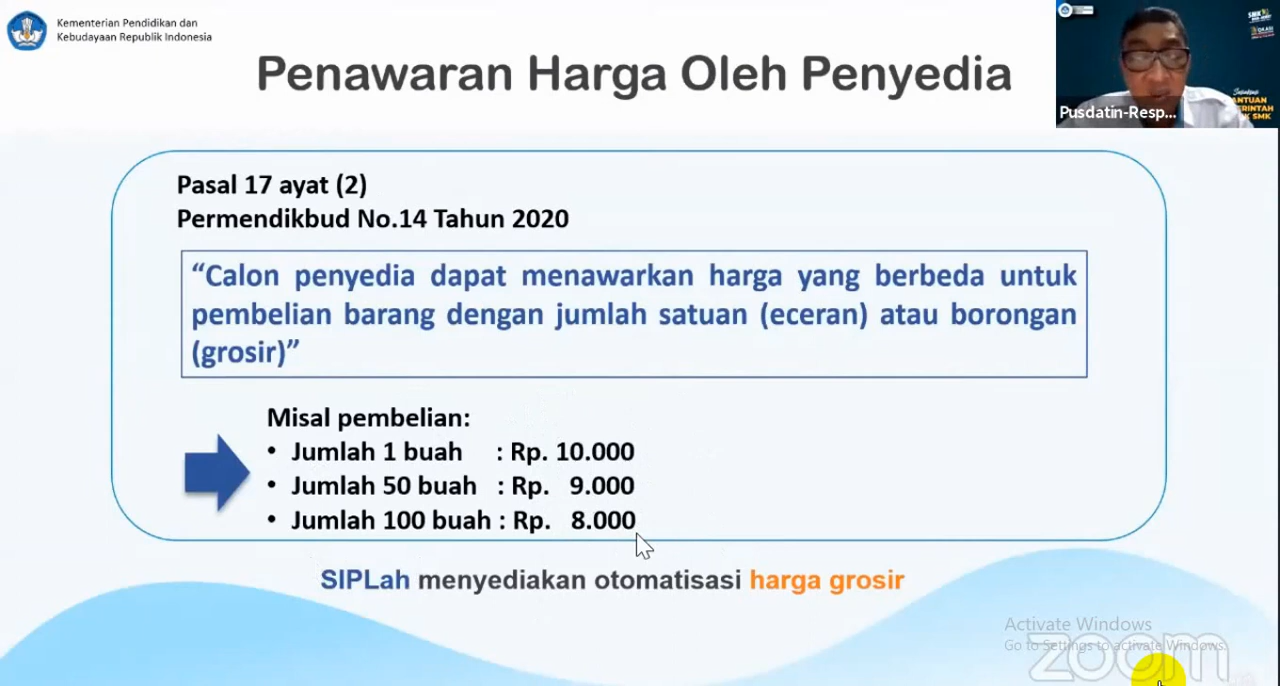 Kementerian Pendidikan dan
Kebudayaan Republik Indonesia
Penawaran Harga Oleh Penyedia
Pusdatin-Resp...
Pasal 17 ayat (2)
Permendikbud No.14 Tahun 2020
“Calon penyedia dapat menawarkan harga yang berbeda untuk
pembelian barang dengan jumlah satuan (eceran) atau borongan
(grosir)”
Misal pembelian:
• Jumlah 1 buah : Rp. 10.000
• Jumlah 50 buah : Rp. 9.000
• Jumlah 100 buah : Rp. 8.000
SIPLah menyediakan otomatisasi harga grosir
Activate Windows
Go to Settings to activate Windows.
zoom